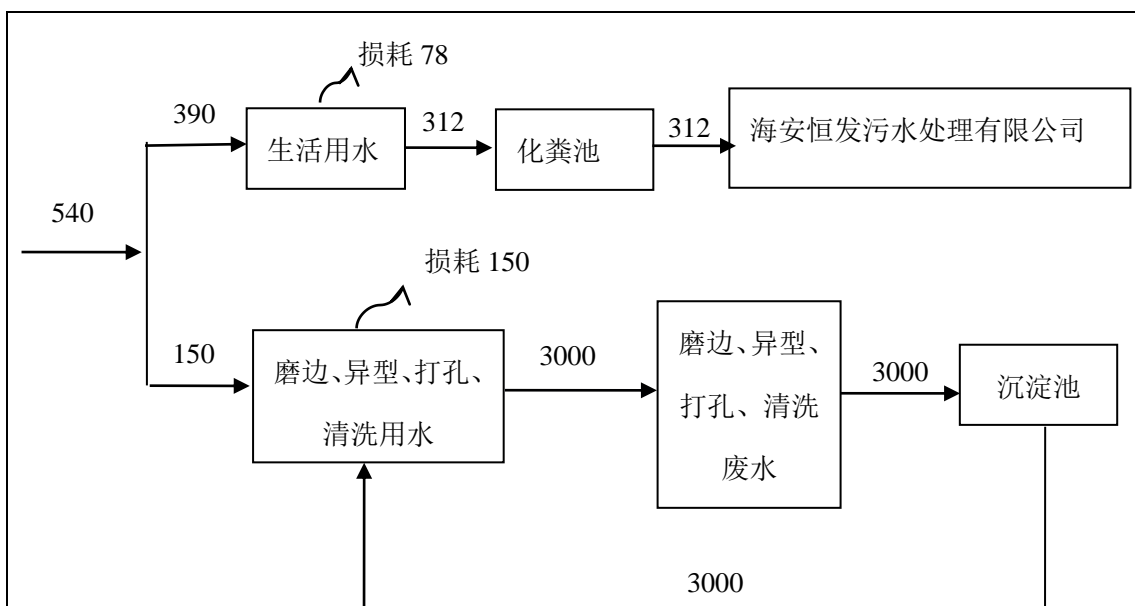 损耗 78
390
生活用水
312
化粪池
312
海安恒发污水处理有限公司
540
损耗 150
150
磨边、异型、打孔、
清洗用水
3000
磨边、异型、
打孔、清洗
废水
3000
沉淀池
3000